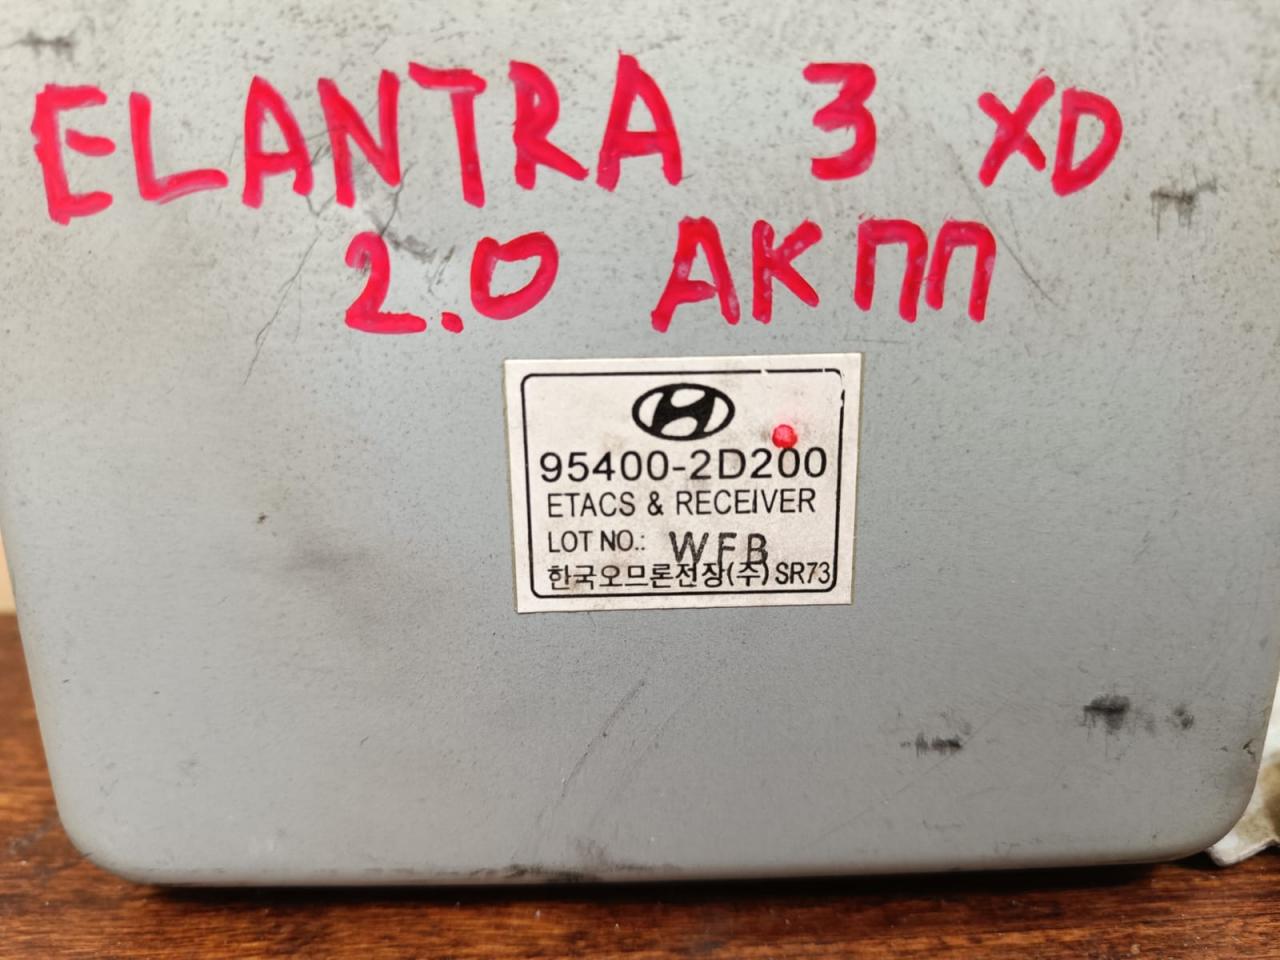 ELANTRA 3 XD
2.0 АКПП
95400-2D200
ETACS & RECEIVER
LOT NO.: WFB
한국오므론전장(주) SR73